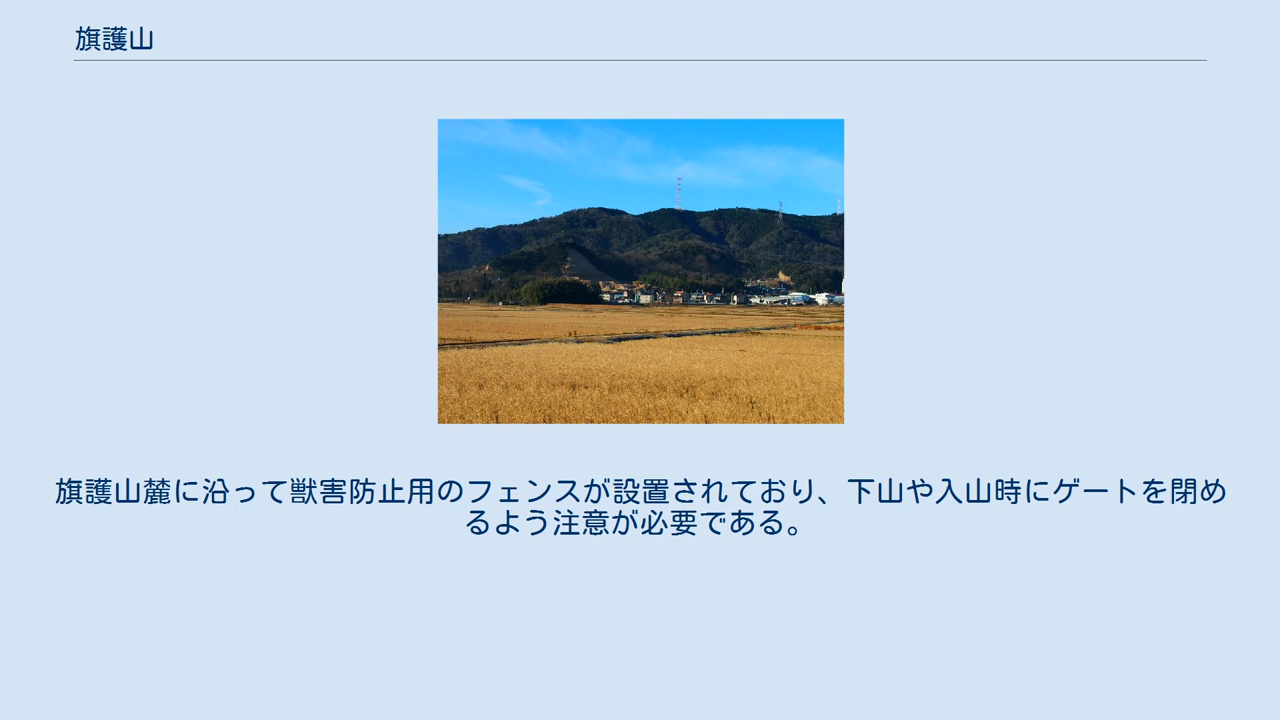 旗護山
旗護山麓に沿って獣害防止用のフェンスが設置されており、下山や入山時にゲートを閉め
るよう注意が必要である。